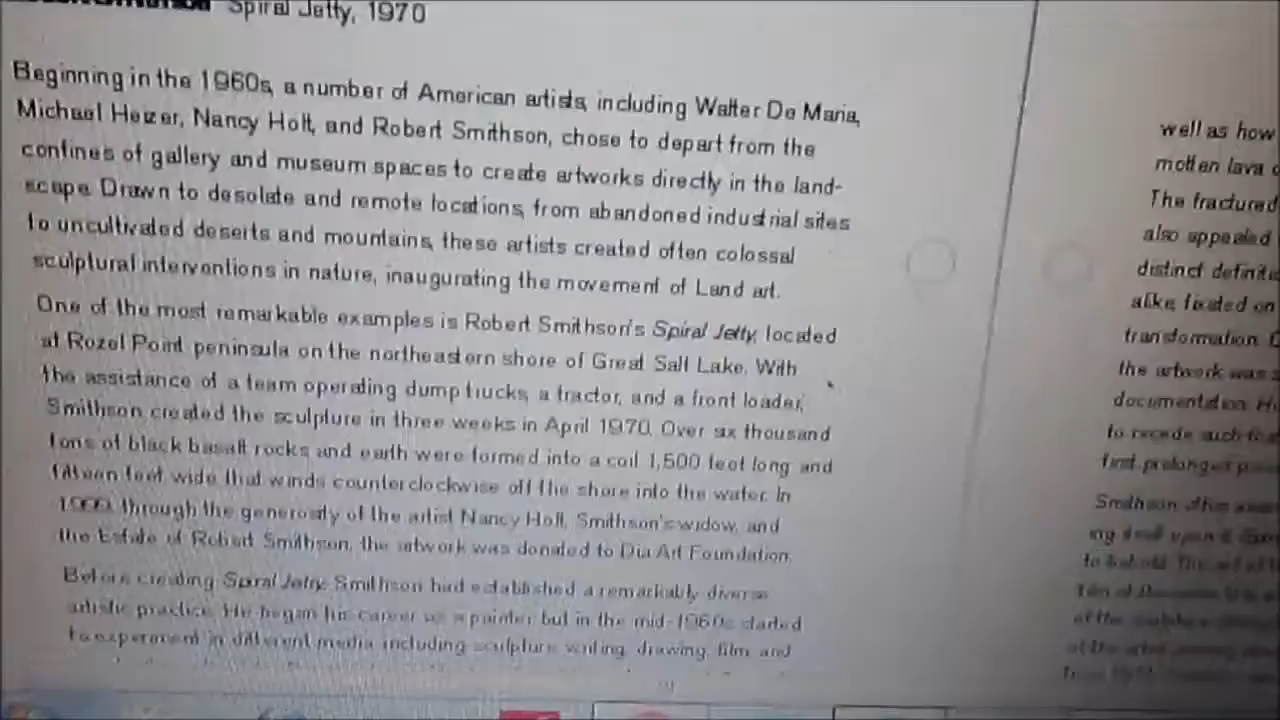 Spiral Jetty, 1970
Beginning in the 1960s, a number of American artists, including Walter De Maria,
Michael Heizer, Nancy Holt, and Robert Smithson, chose to depart from the
confines of gallery and museum spaces to create artworks directly in the land-
scape. Drawn to desolate and remote locations, from abandoned industrial sites
to uncultivated deserts and mountains, these artists created often colossal
sculptural interventions in nature, inaugurating the movement of Land art.
One of the most remarkable examples is Robert Smithson's Spiral Jetty, located
at Rozel Point peninsula on the northeastern shore of Great Salt Lake. With
the assistance of a team operating dump trucks, a tractor, and a front loader,
Smithson created the sculpture in three weeks in April 1970. Over six thousand
tons of black basalt rocks and earth were formed into a coil 1,500 feet long and
fifteen feet wide that winds counterclockwise off the shore into the water. In
1999, through the generosity of the artist Nancy Holt, Smithson's widow, and
the Estate of Robert Smithson, the artwork was donated to Dia Art Foundation.
Before creating Spiral Jetty, Smithson had established a remarkably diverse
artistic practice. He began his career as a painter but in the mid-1960s started
to experiment in different media including sculpture, writing, drawing, film, and
well as how
molten lava
The fractured
also appealed
distinct
alike, fixated on
transformation.
the artwork was
documentation.
to recede such
first prolonged
Smithson often